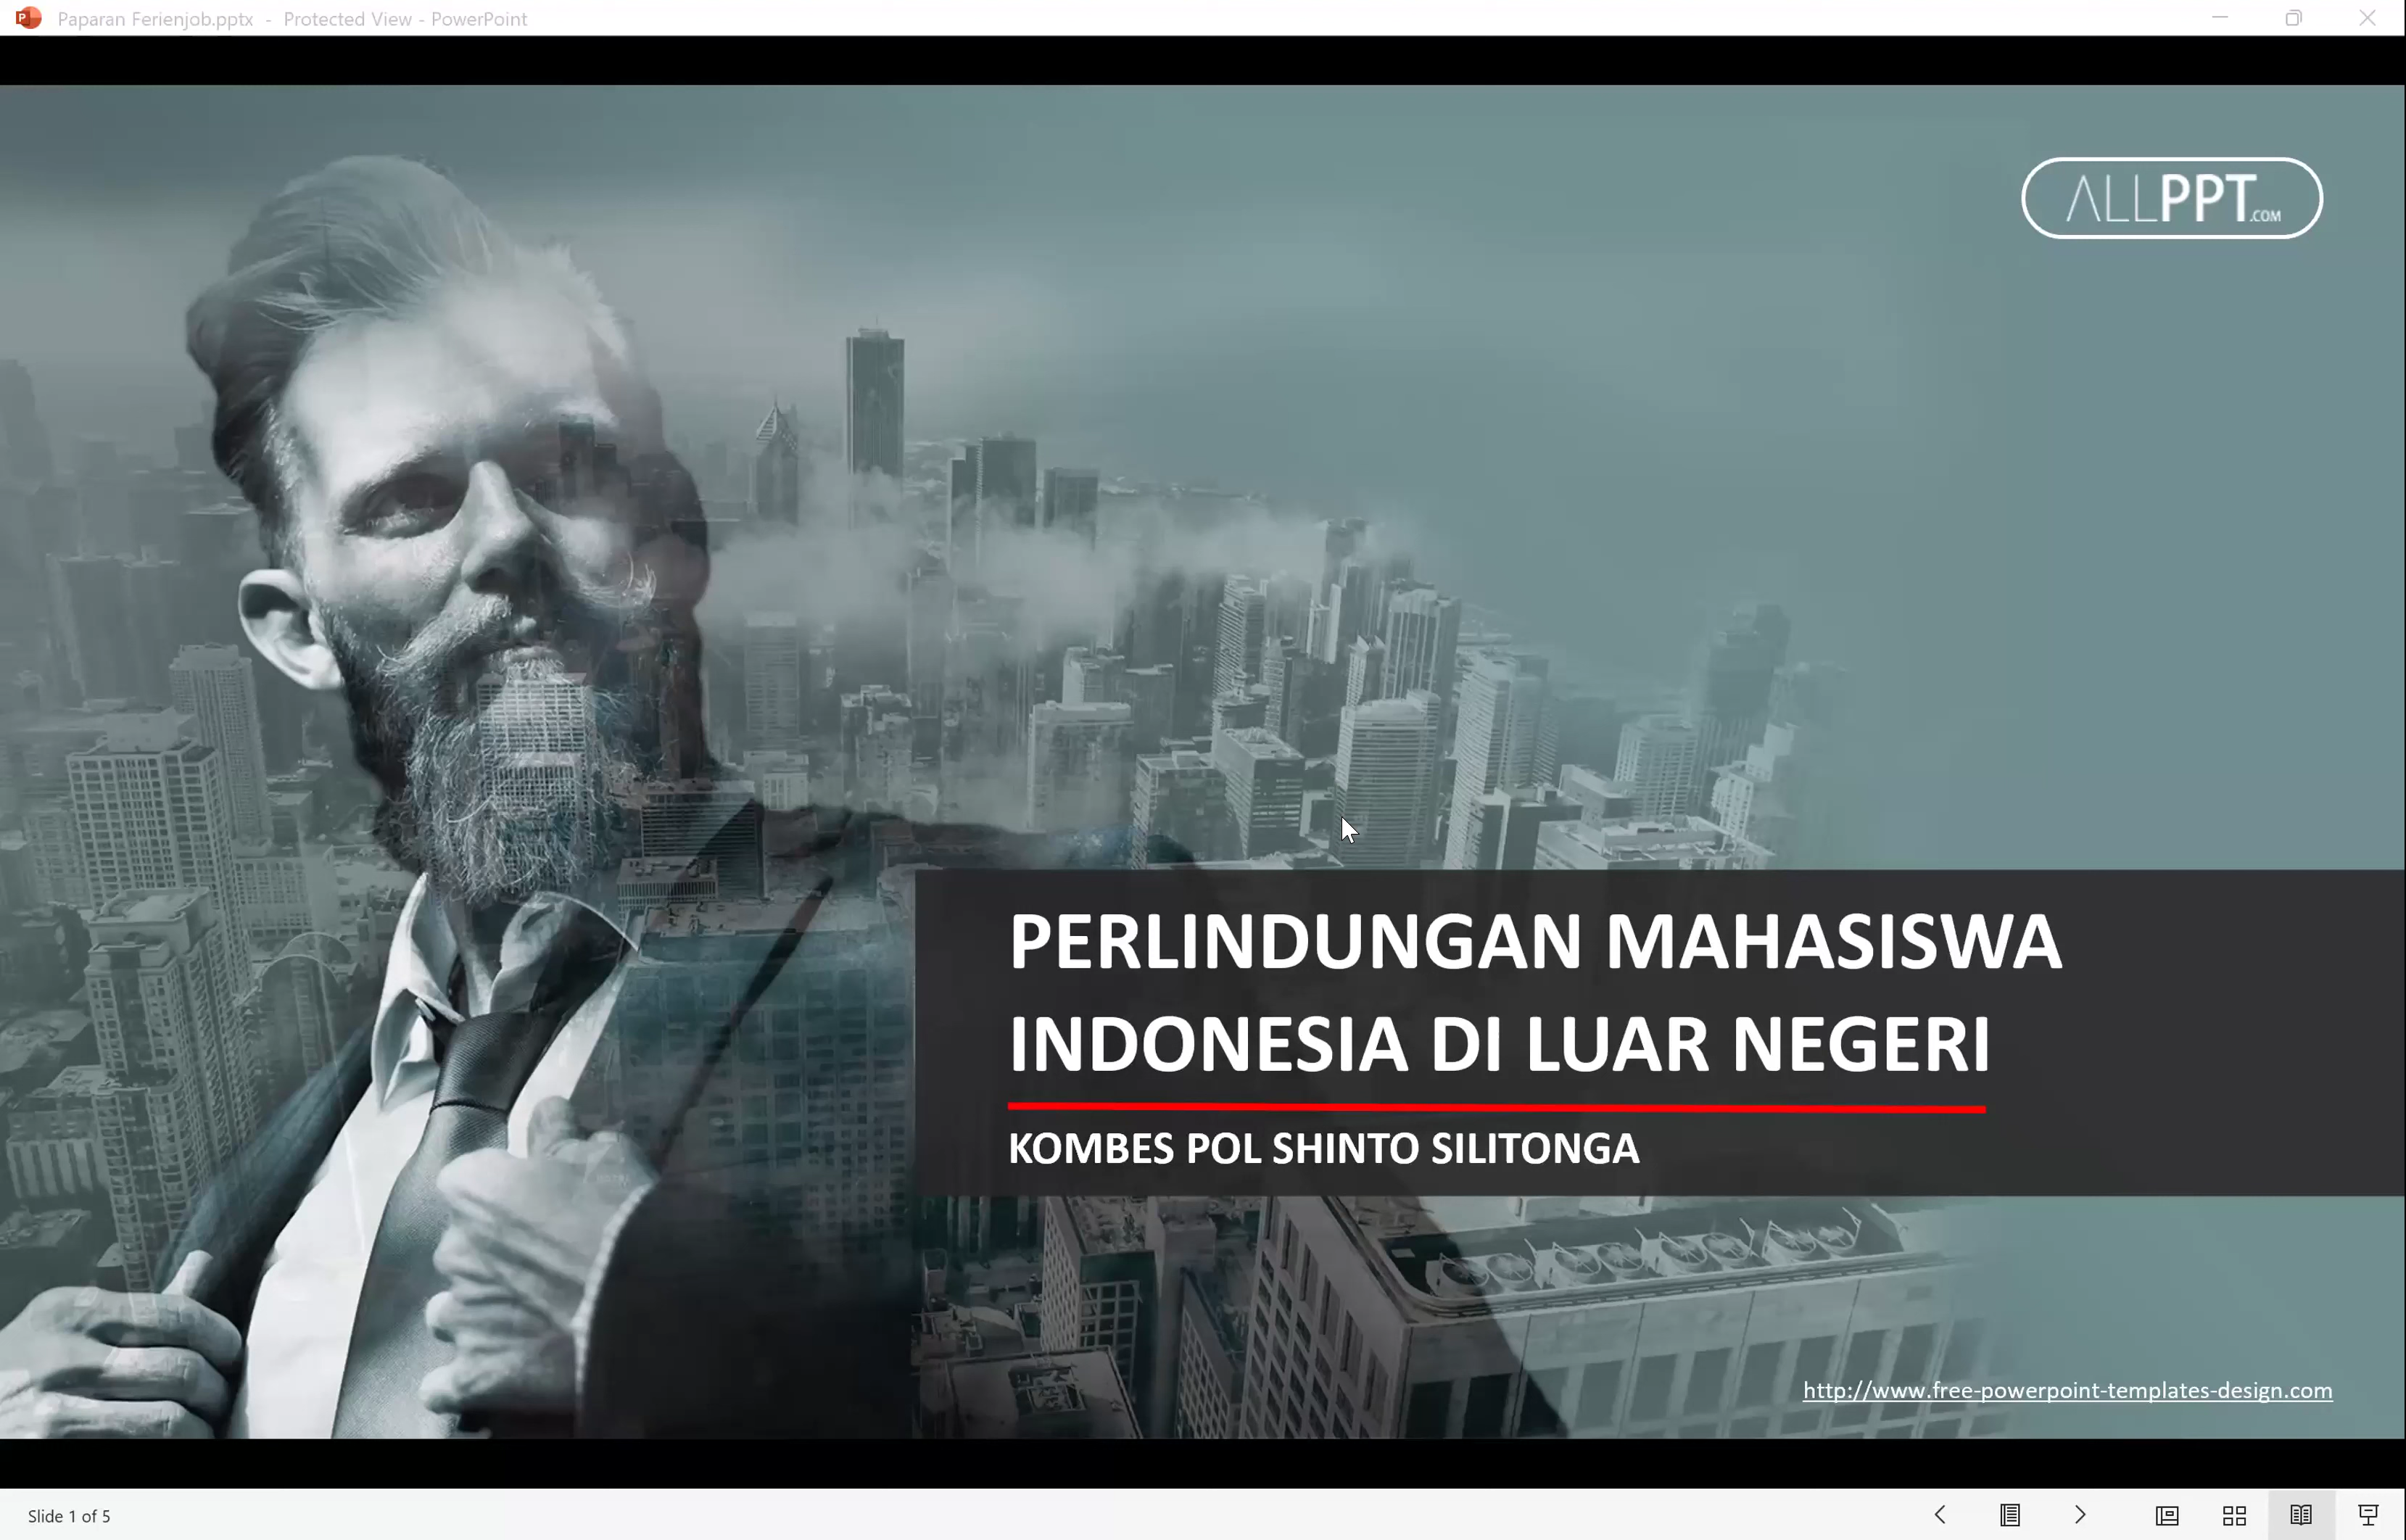 Paparan Ferienjob.pptx - Protected View - PowerPoint
ALLPPT.COM
PERLINDUNGAN MAHASISWA
INDONESIA DI LUAR NEGERI
KOMBES POL SHINTO SILITONGA
http://www.free-powerpoint-templates-design.com
Slide 1 of 5